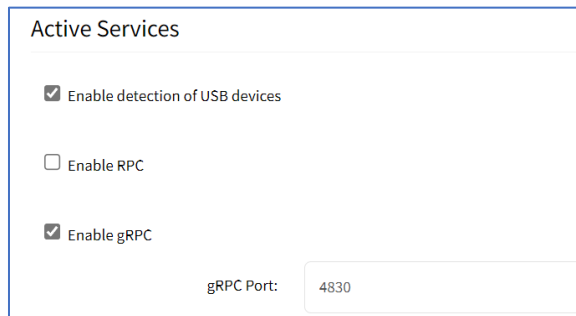 Active Services
Enable detection of USB devices
Enable RPC
Enable gRPC
gRPC Port: 4830